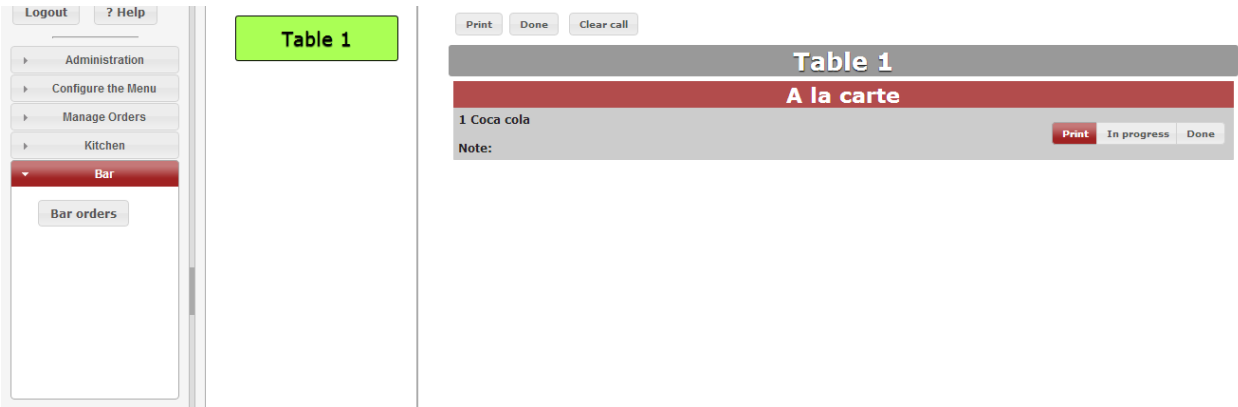 Logout ? Help
Administration
Configure the Menu
Manage Orders
Kitchen
Bar
Bar orders
Table 1
Print Done Clear call
Table 1
A la carte
1 Coca cola
Note:
Print In progress Done